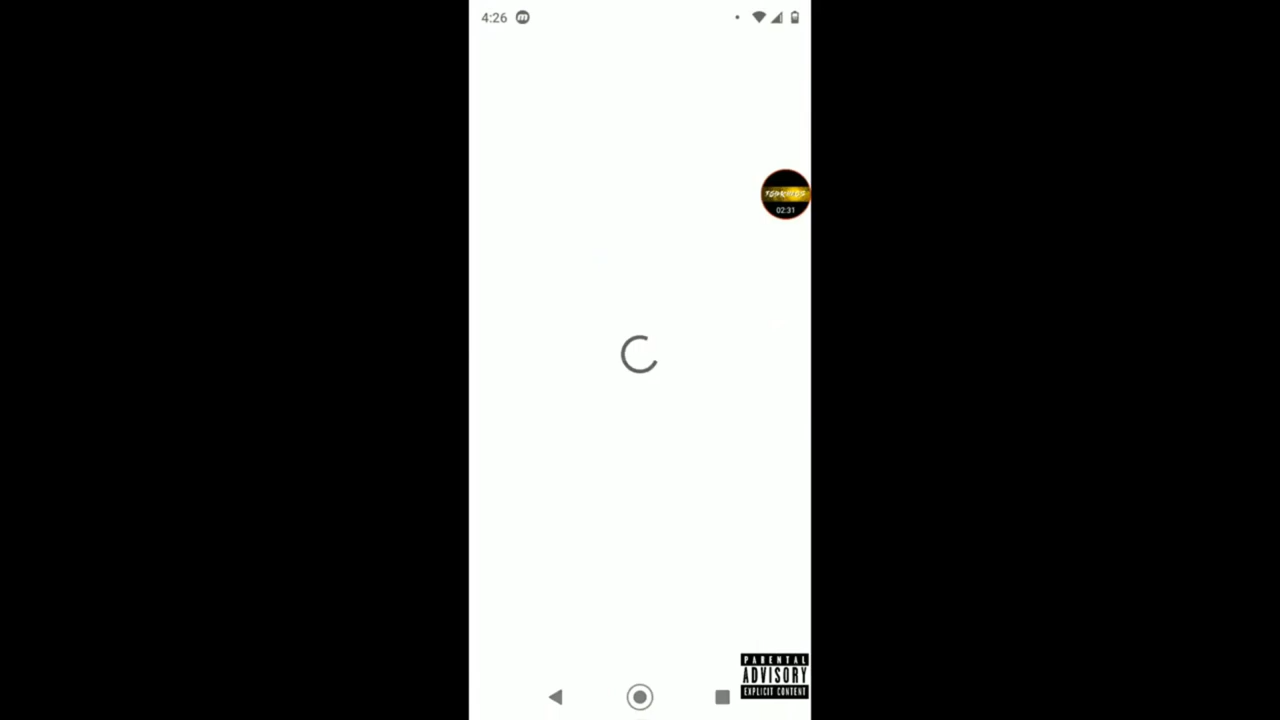 4:26
02:31
PARENTAL
ADVISORY
EXPLICIT CONTENT